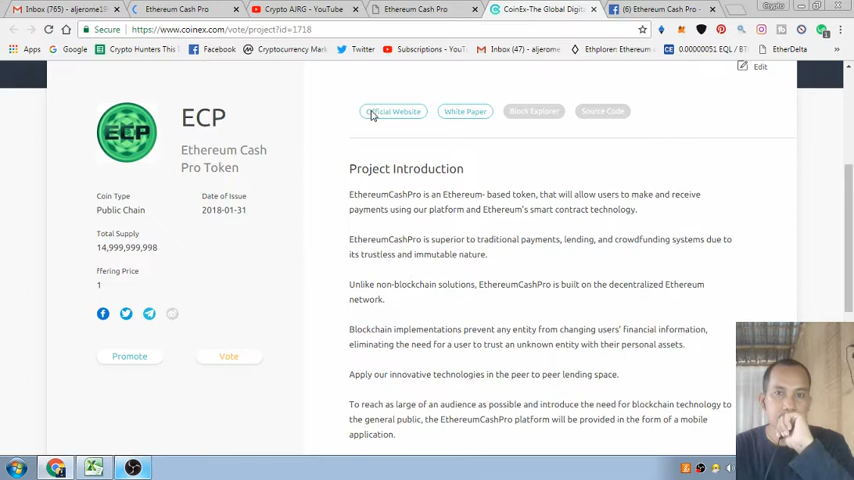 Inbox (765) - aljerome19
Ethereum Cash Pro
Crypto AJRG - YouTube
Ethereum Cash Pro
CoinEx-The Global Digit
(6) Ethereum Cash Pro -
Crypto
Secure
https://www.coinex.com/vote/project?id=1718
Apps
Google
Crypto Hunters This
Facebook
Cryptocurrency Mark
Twitter
Subscriptions - YouT
Inbox (47) - aljerome
Ethplorer: Ethereum
0.00000051 EQL / BT
EtherDelta
Edit
Official Website
White Paper
Block Explorer
Source Code
ECP
ECP
Ethereum Cash
Pro Token
Coin Type
Date of Issue
Public Chain
2018-01-31
Total Supply
14,999,999,998
ffering Price
1
Promote
Vote
Project Introduction
EthereumCashPro is an Ethereum- based token, that will allow users to make and receive
payments using our platform and Ethereum's smart contract technology.
EthereumCashPro is superior to traditional payments, lending, and crowdfunding systems due to
its trustless and immutable nature.
Unlike non-blockchain solutions, EthereumCashPro is built on the decentralized Ethereum
network.
Blockchain implementations prevent any entity from changing users' financial information,
eliminating the need for a user to trust an unknown entity with their personal assets.
Apply our innovative technologies in the peer to peer lending space.
To reach as large of an audience as possible and introduce the need for blockchain technology to
the general public, the EthereumCashPro platform will be provided in the form of a mobile
application.